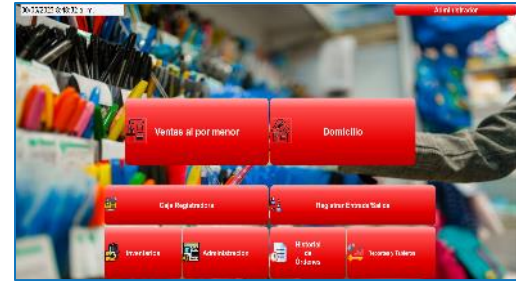 Administrador
Ventas al por menor
Domicilio
Caja Registradora
Registrar Entrada/Salida
Inventarios
Administración
Historial
de
Órdenes